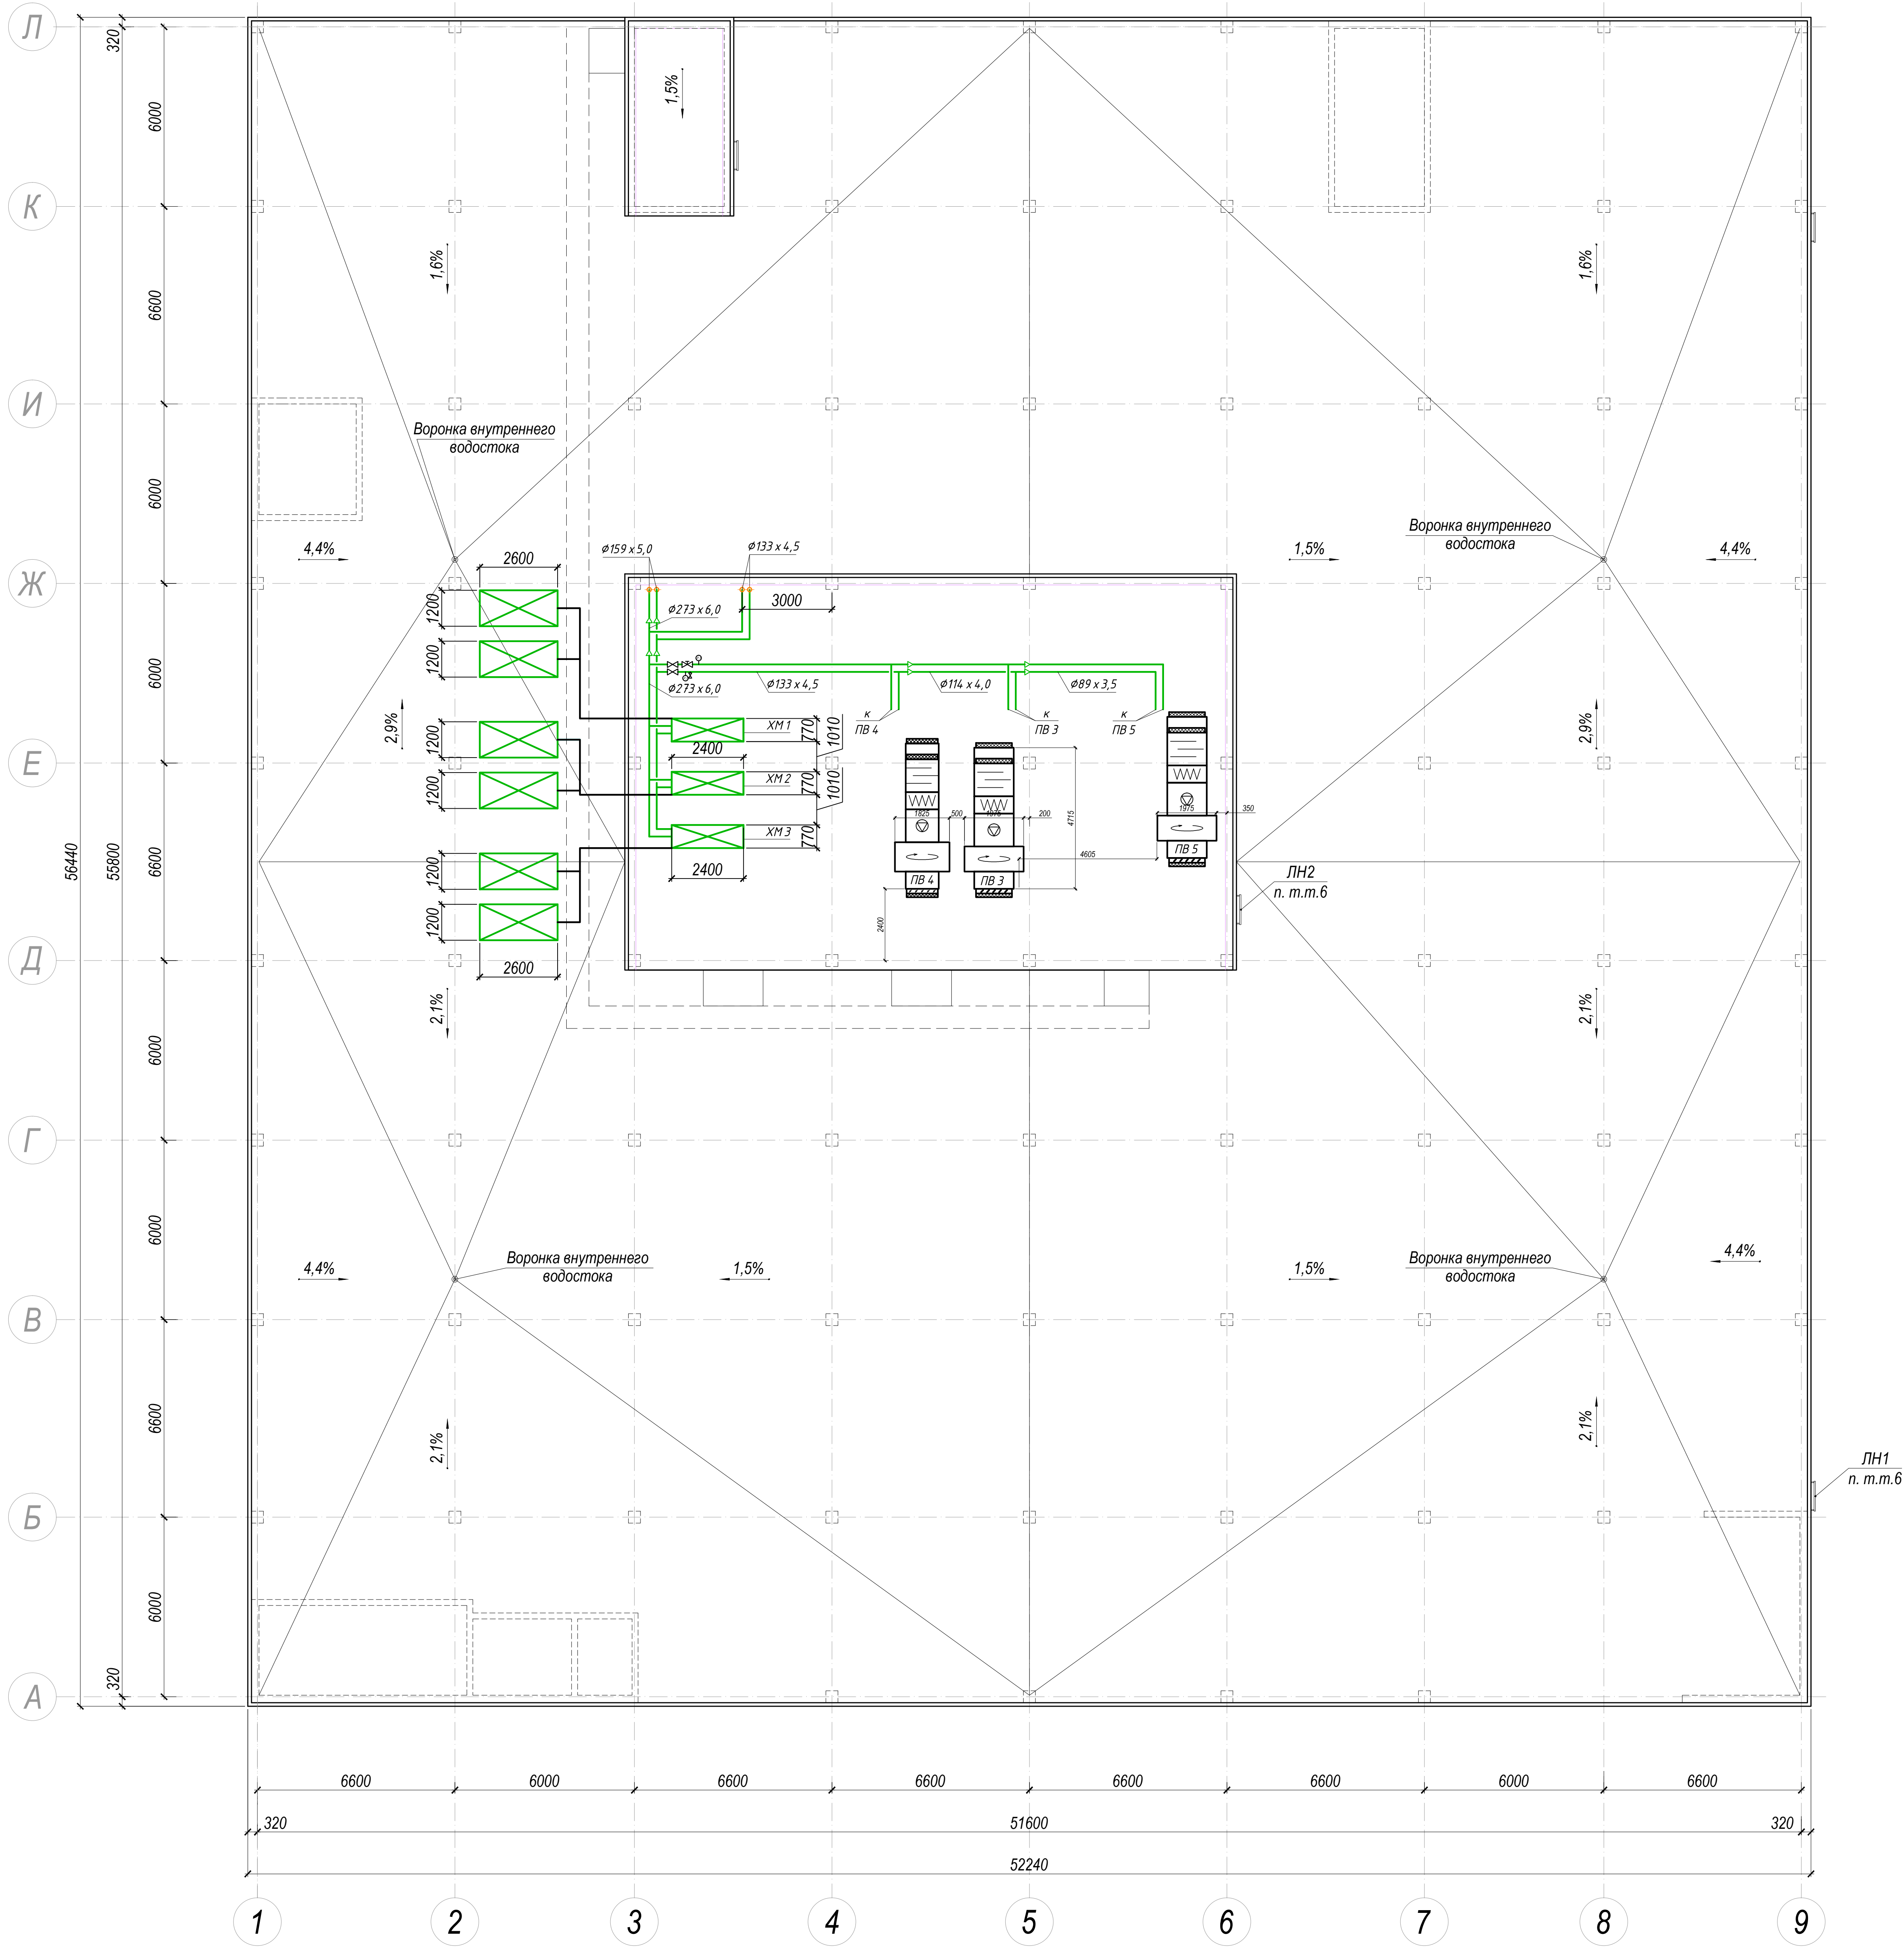 Л
320
6000
1,5%
К
6600
1,6%
1,6%
И
Воронка внутреннего
водостока
6000
Воронка внутреннего
водостока
4,4%
2600
Ø159 x 5,0
Ø133 x 4,5
1,5%
4,4%
Ж
1200
3000
Ø273 x 6,0
1200
6000
Ø273 x 6,0
Ø133 x 4,5
Ø114 x 4,0
Ø89 x 3,5
к
ПВ 4
к
ПВ 3
к
ПВ 5
2,9%
1200
ХМ 1
770
1010
2,9%
2400
Е
1200
ХМ 2
770
1010
1825
500
1975
200
4715
1975
350
ХМ 3
770
56440
55800
6600
1200
2400
4605
ПВ 5
ПВ 4
ПВ 3
ЛН2
п. т.т.6
1200
2400
Д
2600
2,1%
2,1%
6000
Г
6000
Воронка внутреннего
водостока
Воронка внутреннего
водостока
4,4%
1,5%
1,5%
4,4%
В
6600
2,1%
2,1%
ЛН1
п. т.т.6
Б
6000
320
А
6600
6000
6600
6600
6600
6600
6000
6600
320
51600
320
52240
1
2
3
4
5
6
7
8
9